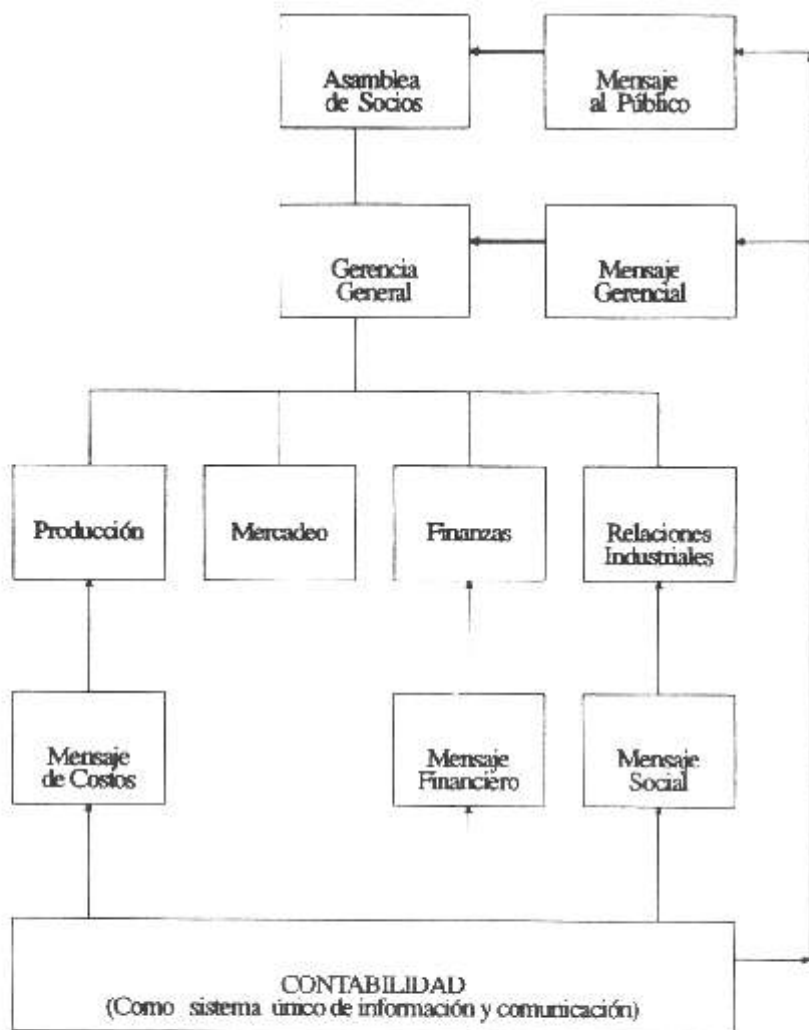 Asamblea
de Socios
Mensaje
al Público
Gerencia
General
Mensaje
Gerencial
Producción
Mercadeo
Finanzas
Relaciones
Industriales
Mensaje
de Costos
Mensaje
Financiero
Mensaje
Social
CONTABILIDAD
(Como sistema único de información y comunicación)